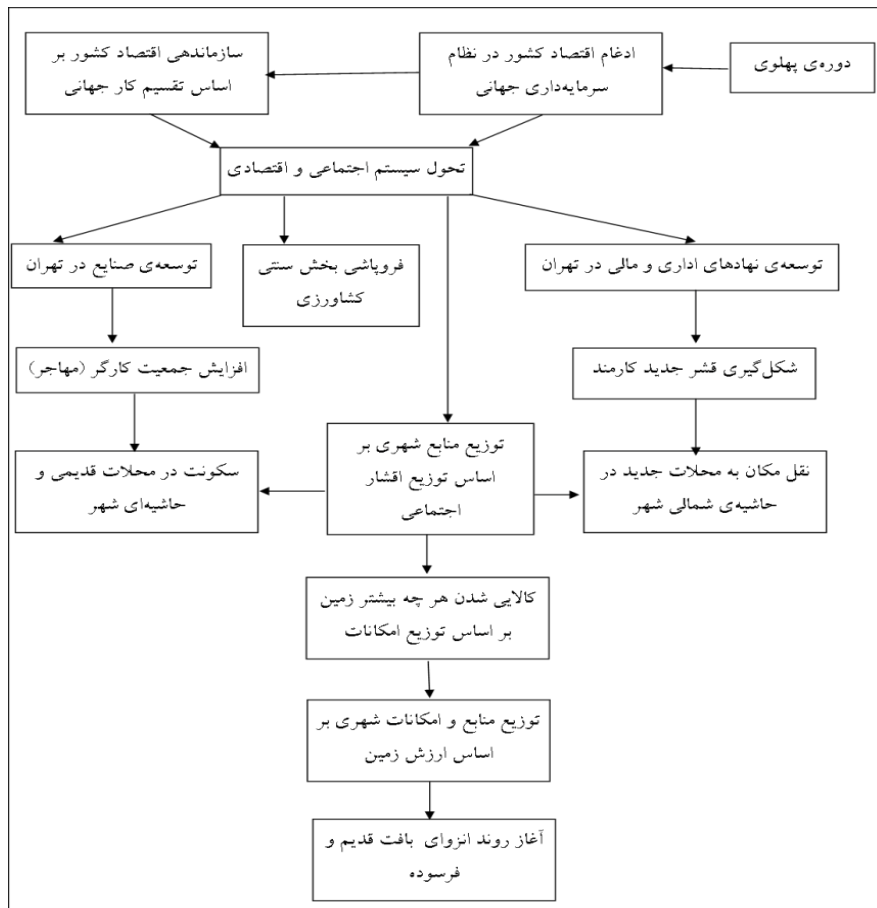 دوره‌ی پهلوی
ادغام اقتصاد کشور در نظام
سرمایه‌داری جهانی
سازماندهی اقتصاد کشور بر
اساس تقسیم کار جهانی
تحول سیستم اجتماعی و اقتصادی
توسعه‌ی نهادهای اداری و مالی در تهران
فروپاشی بخش سنتی
کشاورزی
توسعه‌ی صنایع در تهران
شکل‌گیری قشر جدید کارمند
افزایش جمعیت کارگر (مهاجر)
نقل مکان به محلات جدید در
حاشیه‌ی شمالی شهر
توزیع منابع شهری بر
اساس توزیع اقشار
اجتماعی
سکونت در محلات قدیمی و
حاشیه‌ای شهر
کالایی شدن هر چه بیشتر زمین
بر اساس توزیع امکانات
توزیع منابع و امکانات شهری بر
اساس ارزش زمین
آغاز روند انزوای بافت قدیم و
فرسوده